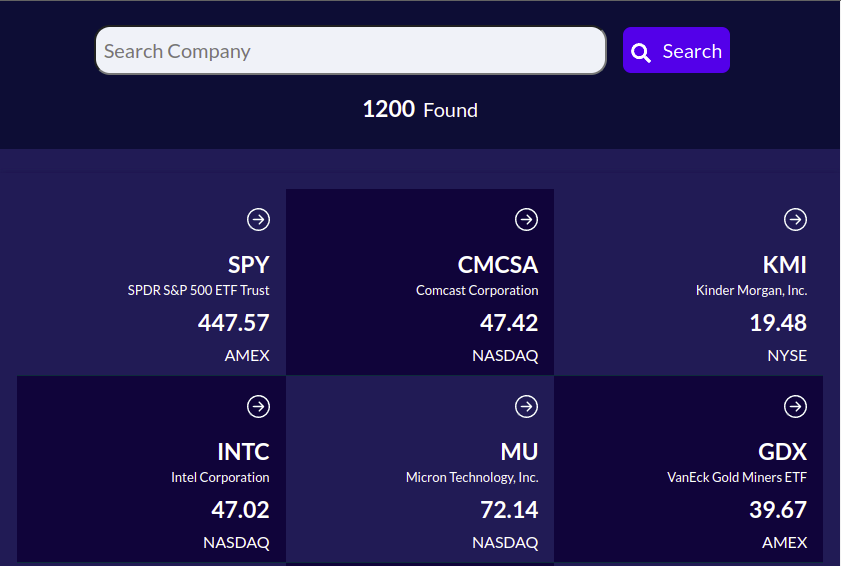 Search Company
Search
1200 Found
SPY
SPDR S&P 500 ETF Trust
447.57
AMEX
CMCSA
Comcast Corporation
47.42
NASDAQ
KMI
Kinder Morgan, Inc.
19.48
NYSE
INTC
Intel Corporation
47.02
NASDAQ
MU
Micron Technology, Inc.
72.14
NASDAQ
GDX
VanEck Gold Miners ETF
39.67
AMEX